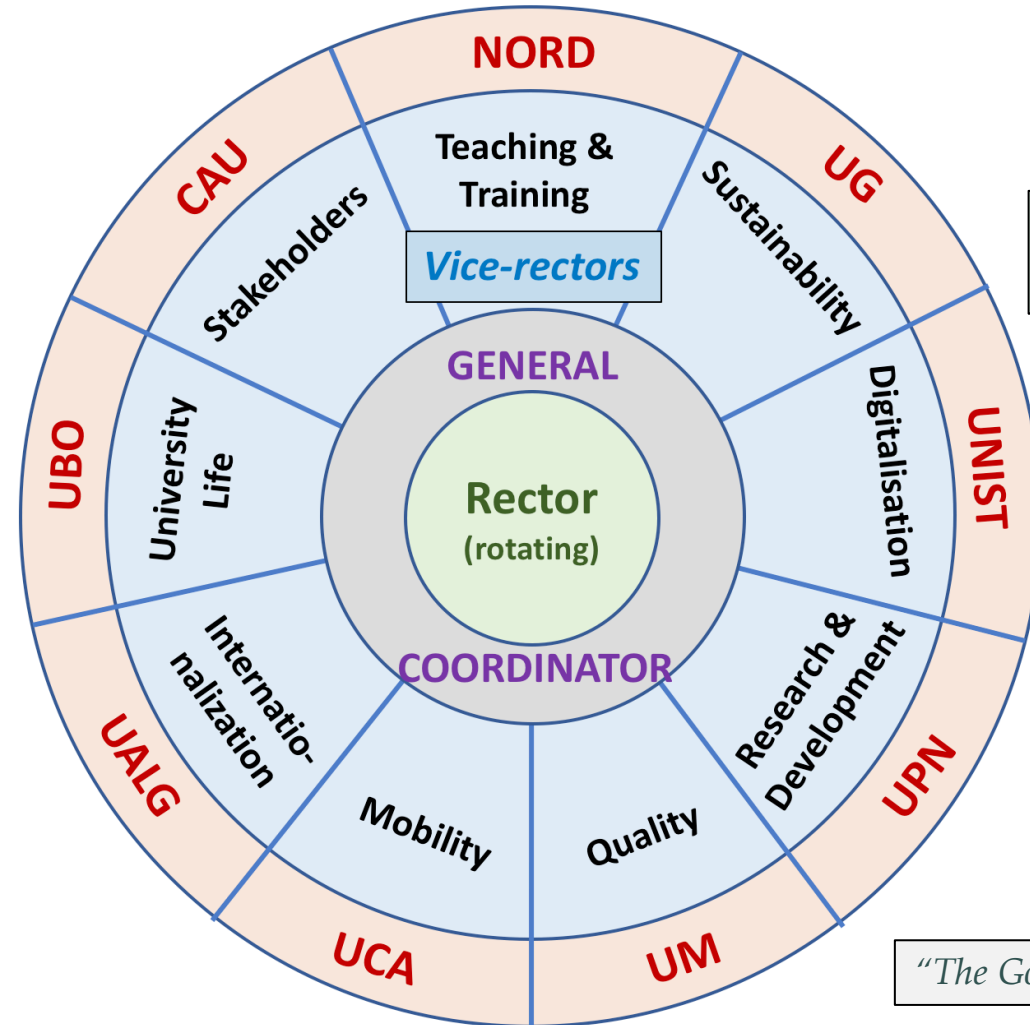 NORD
UG
UNIST
UPN
UM
UCA
UALG
UBO
CAU
Teaching &
Training
Sustainability
Digitalisation
Research &
Development
Quality
Mobility
Internatio-
nalization
University
Life
Stakeholders
Vice-rectors
GENERAL
Rector
(rotating)
COORDINATOR
“The